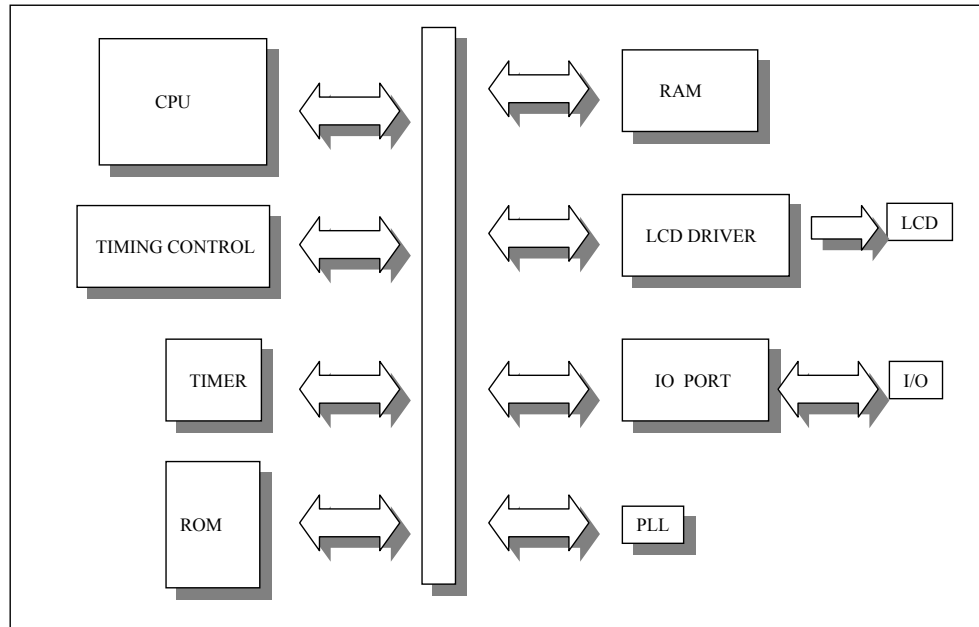 CPU
RAM
TIMING CONTROL
LCD DRIVER
LCD
TIMER
IO PORT
I/O
ROM
PLL